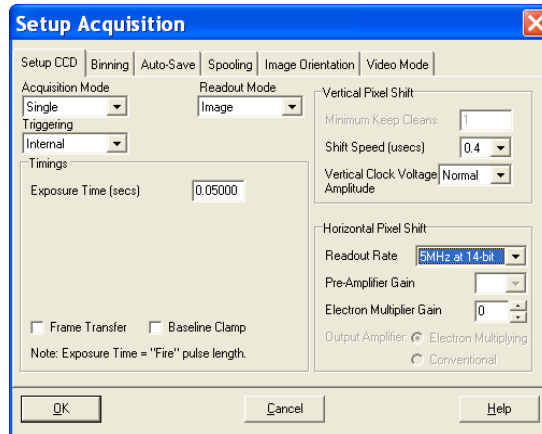 Setup Acquisition
Setup CCD Binning Auto-Save Spooling Image Orientation Video Mode
Acquisition Mode
Single
Readout Mode
Image
Triggering
Internal
Timings
Exposure Time (secs) 0.05000
Frame Transfer Baseline Clamp
Note: Exposure Time = "Fire" pulse length.
Vertical Pixel Shift
Minimum Keep Cleans 1
Shift Speed (usecs) 0.4
Vertical Clock Voltage Normal
Amplitude
Horizontal Pixel Shift
Readout Rate 5MHz at 14-bit
Pre-Amplifier Gain
Electron Multiplier Gain 0
Output Amplifier: Electron Multiplying
Conventional
OK Cancel Help